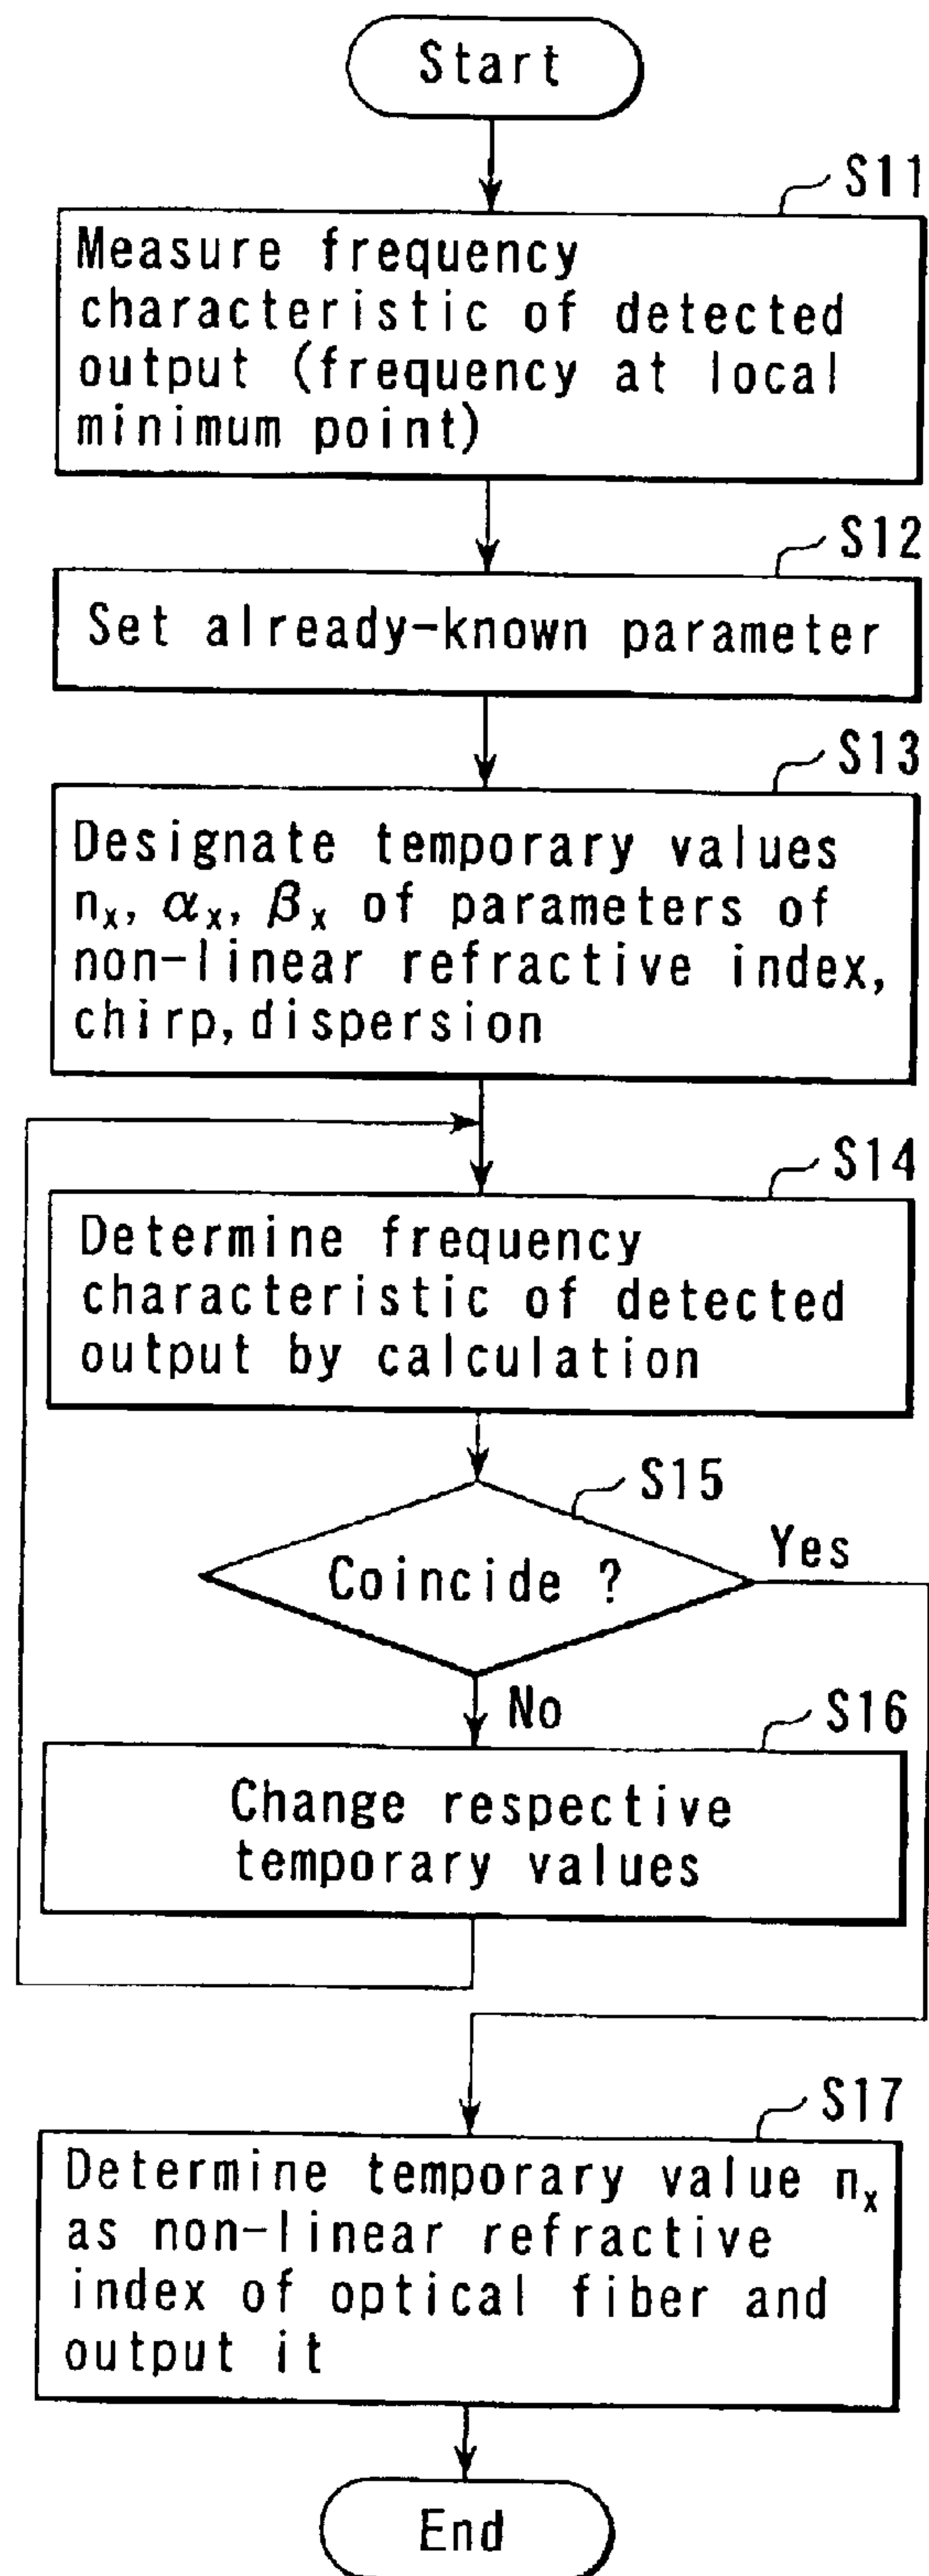 Start
S11
Measure frequency
characteristic of detected
output (frequency at local
minimum point)
S12
Set already-known parameter
S13
Designate temporary values
nₓ, αₓ, βₓ of parameters of
non-linear refractive index,
chirp, dispersion
S14
Determine frequency
characteristic of detected
output by calculation
S15
Coincide ?
Yes
No
S16
Change respective
temporary values
S17
Determine temporary value nₓ
as non-linear refractive
index of optical fiber and
output it
End